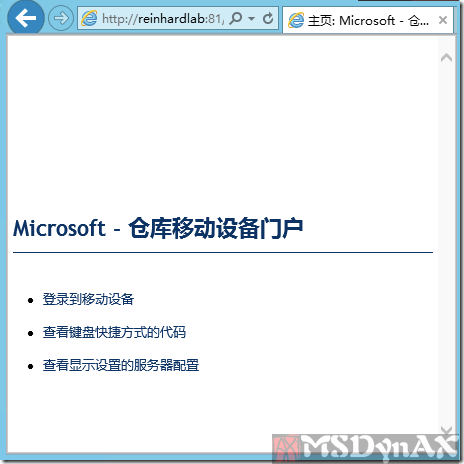 http://reinhardlab:81/
主页: Microsoft - 仓...
Microsoft - 仓库移动设备门户
登录到移动设备
查看键盘快捷方式的代码
查看显示设置的服务器配置
MSDynAX